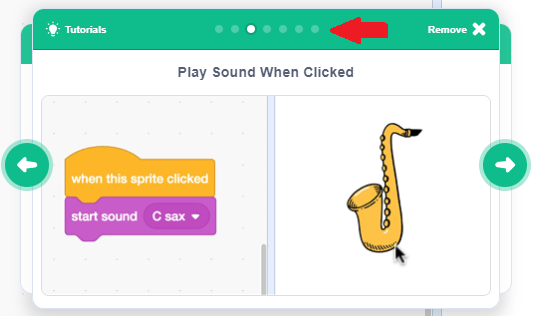 Tutorials
Remove
Play Sound When Clicked
when this sprite clicked
start sound C sax